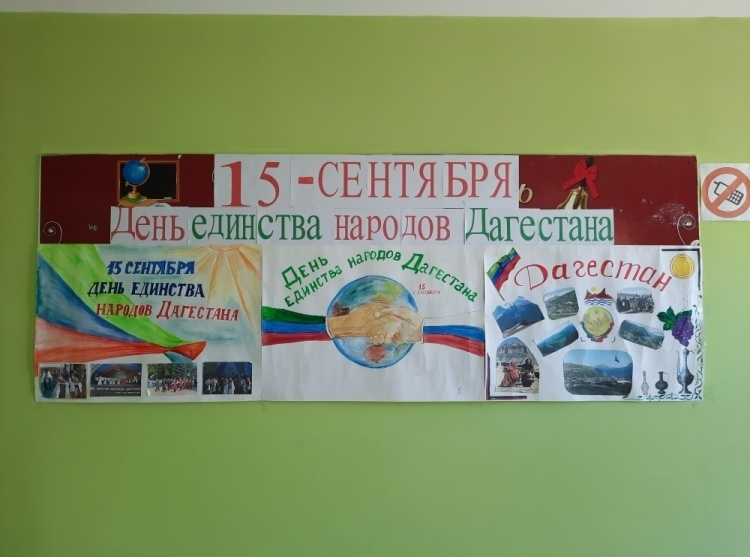 15-СЕНТЯБРЯ
День единства народов Дагестана
15 СЕНТЯБРЯ
ДЕНЬ ЕДИНСТВА
НАРОДОВ ДАГЕСТАНА
ДЕНЬ
ЕДИНСТВА НАРОДОВ ДАГЕСТАНА
15
СЕНТЯБРЯ
Дагестан